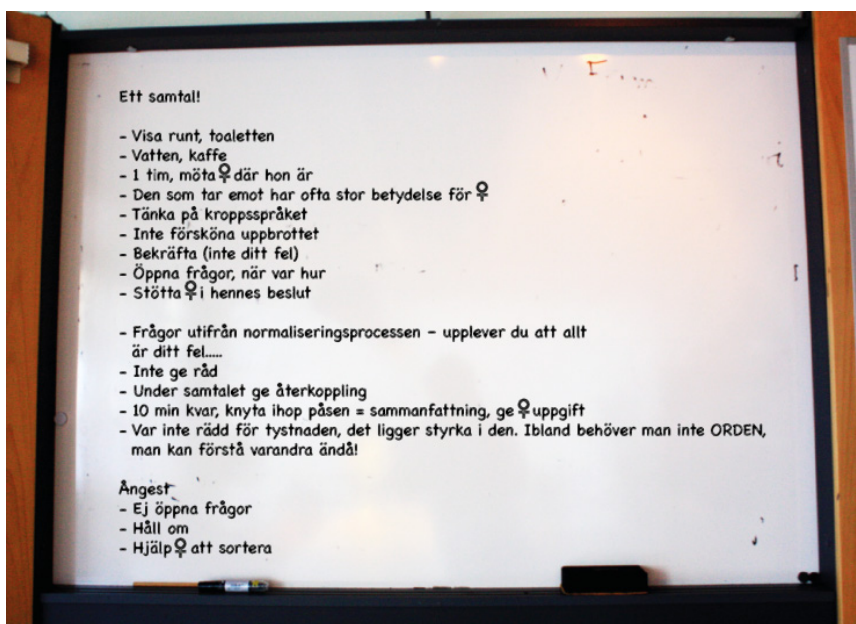 Ett samtal!
- Visa runt, toaletten
- Vatten, kaffe
- 1 tim, möta ♀ där hon är
- Den som tar emot har ofta stor betydelse för ♀
- Tänka på kroppsspråket
- Inte försköna uppbrottet
- Bekräfta (inte ditt fel)
- Öppna frågor, när var hur
- Stötta ♀ i hennes beslut
- Frågor utifrån normaliseringsprocessen - upplever du att allt
är ditt fel.....
- Inte ge råd
- Under samtalet ge återkoppling
- 10 min kvar, knyta ihop påsen = sammanfattning, ge ♀ uppgift
- Var inte rädd för tystnaden, det ligger styrka i den. Ibland behöver man inte ORDEN,
man kan förstå varandra ändå!
Ångest
- Ej öppna frågor
- Håll om
- Hjälp ♀ att sortera